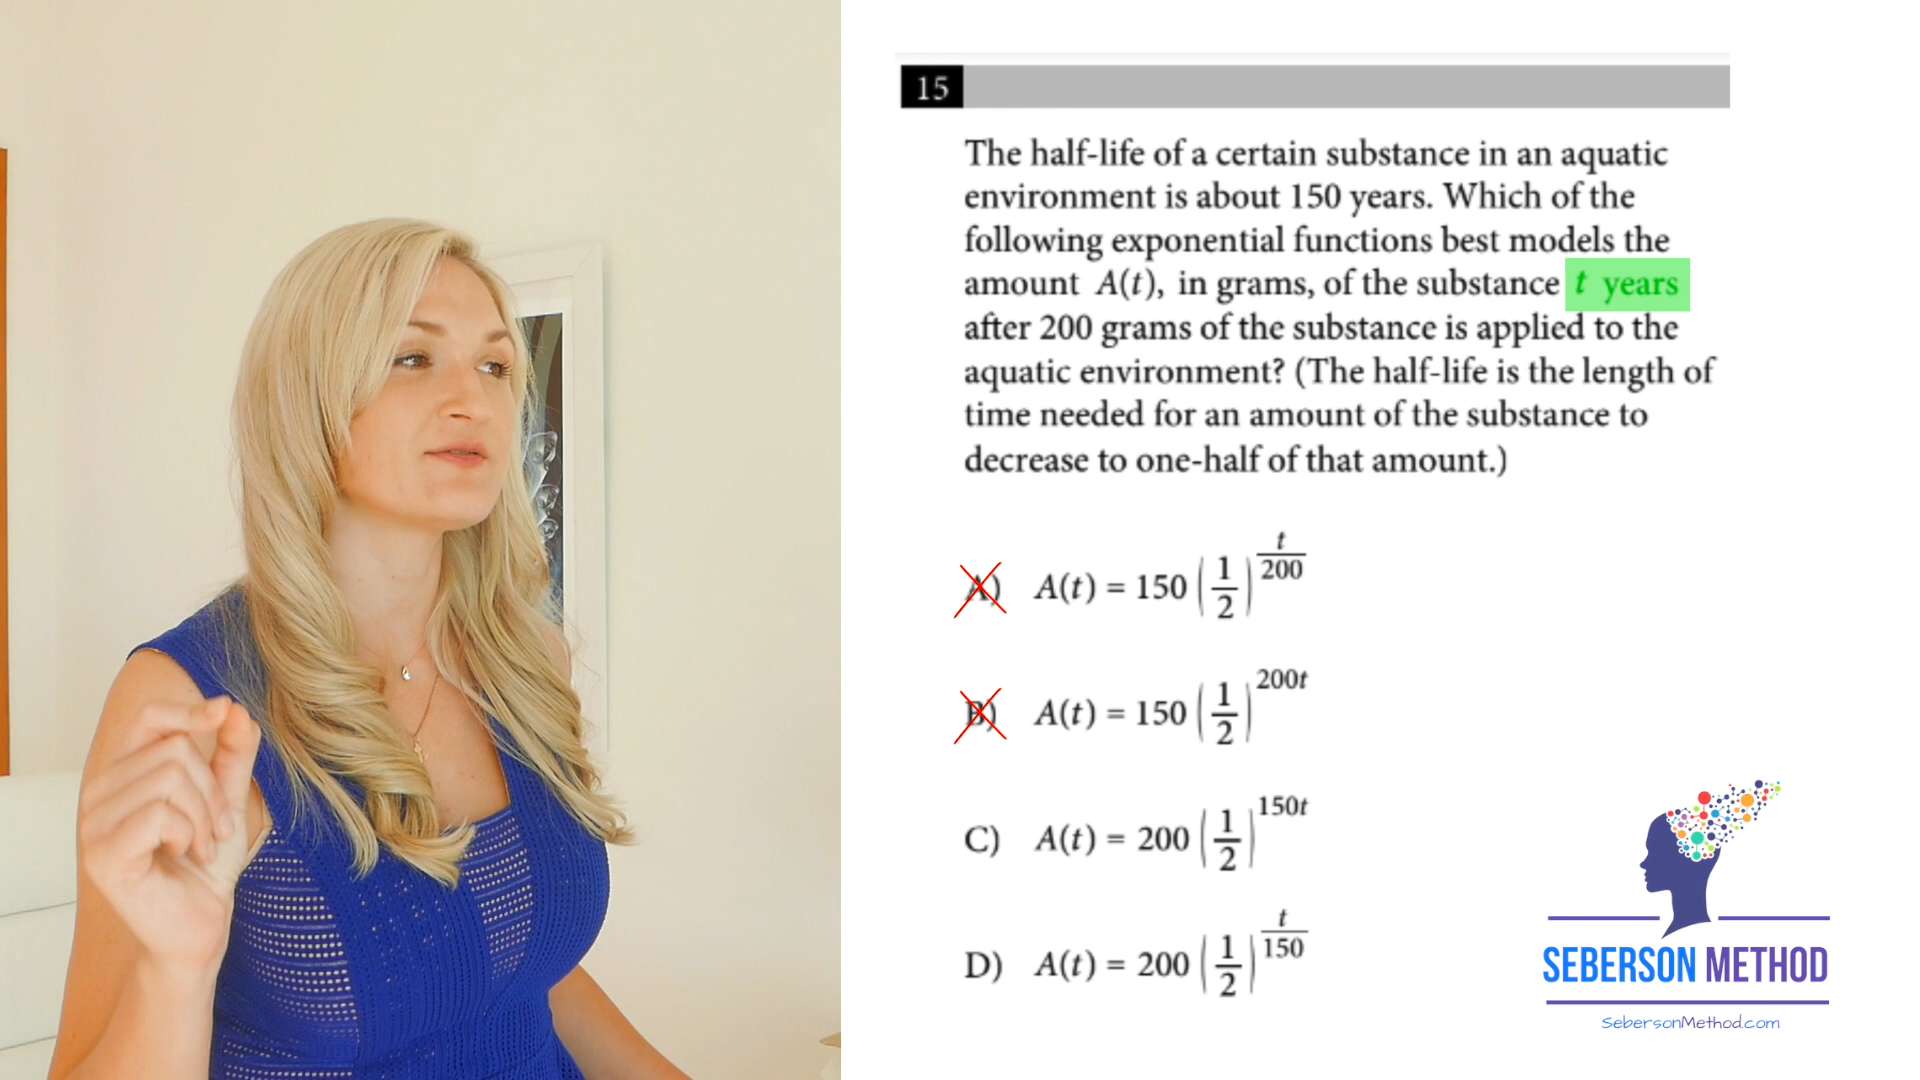 15
The half-life of a certain substance in an aquatic
environment is about 150 years. Which of the
following exponential functions best models the
amount A(t), in grams, of the substance t years
after 200 grams of the substance is applied to the
aquatic environment? (The half-life is the length of
time needed for an amount of the substance to
decrease to one-half of that amount.)
A) A(t) = 150 (1/2)^(t/200)
B) A(t) = 150 (1/2)^(200t)
C) A(t) = 200 (1/2)^(150t)
D) A(t) = 200 (1/2)^(t/150)
SEBERSON METHOD
SebersonMethod.com